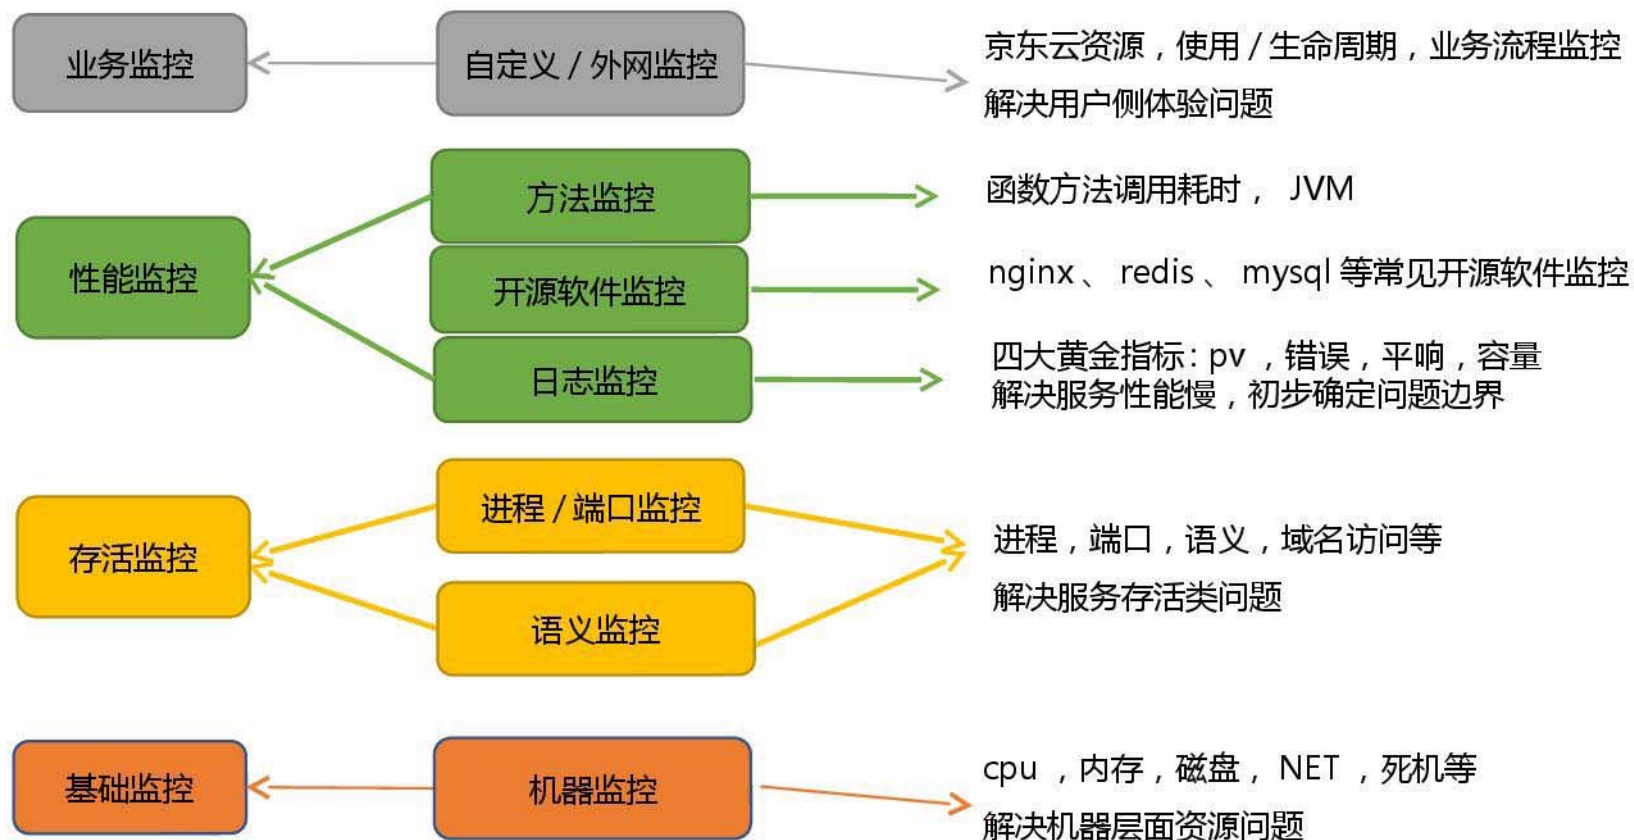 业务监控
自定义 / 外网监控
京东云资源，使用 / 生命周期，业务流程监控
解决用户侧体验问题
性能监控
方法监控
函数方法调用耗时， JVM
开源软件监控
nginx 、 redis 、 mysql 等常见开源软件监控
日志监控
四大黄金指标：pv ，错误，平响，容量
解决服务性能慢，初步确定问题边界
存活监控
进程 / 端口监控
语义监控
进程，端口，语义，域名访问等
解决服务存活类问题
基础监控
机器监控
cpu ，内存，磁盘， NET ，死机等
解决机器层面资源问题